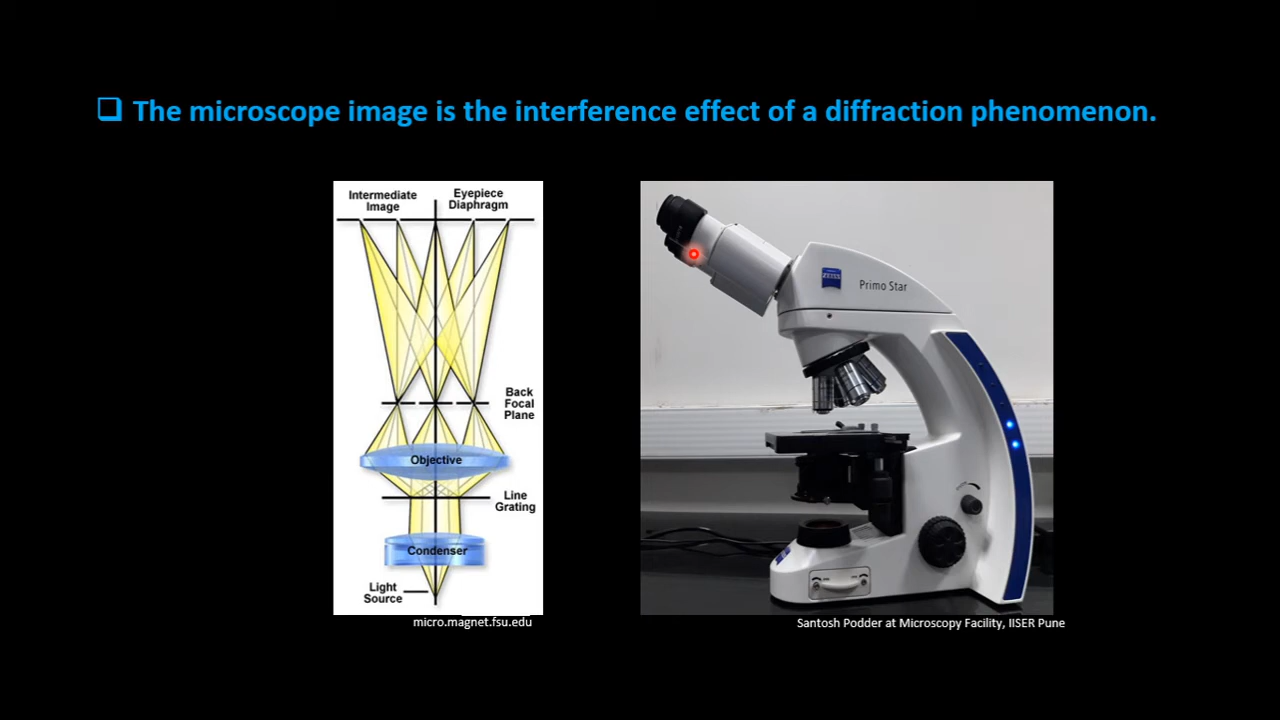 The microscope image is the interference effect of a diffraction phenomenon.
Intermediate
Image
Eyepiece
Diaphragm
Back
Focal
Plane
Objective
Line
Grating
Condenser
Light
Source
micro.magnet.fsu.edu
ZEISS
Primo Star
Santosh Podder at Microscopy Facility, IISER Pune